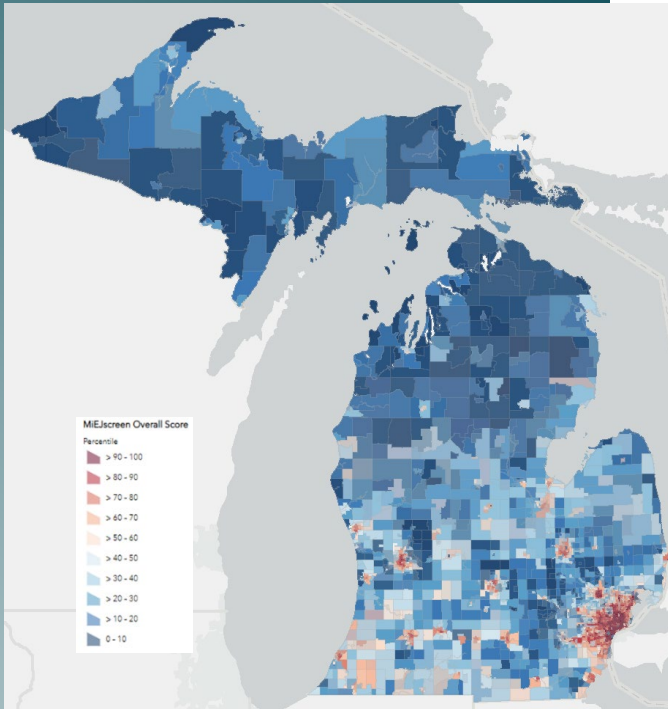 MiEJscreen Overall Score
Percentile
> 90 - 100
> 80 - 90
> 70 - 80
> 60 - 70
> 50 - 60
> 40 - 50
> 30 - 40
> 20 - 30
> 10 - 20
0 - 10